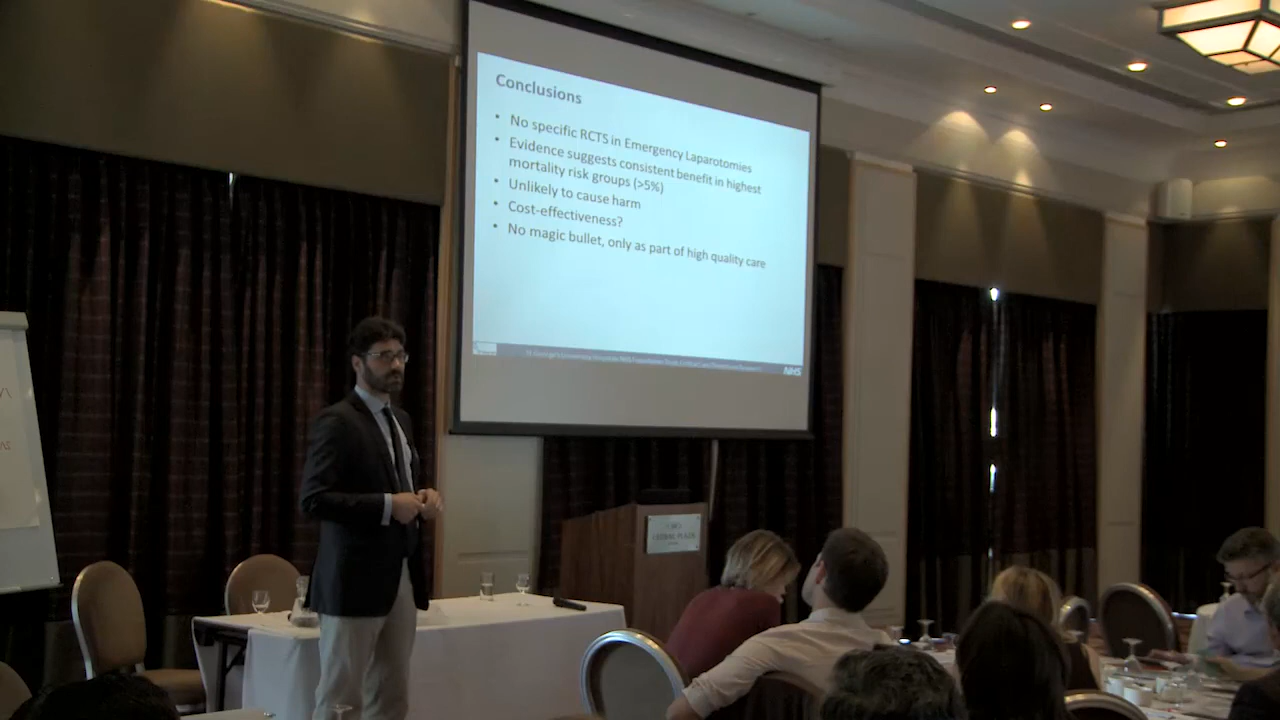 Conclusions
• No specific RCTS in Emergency Laparotomies
• Evidence suggests consistent benefit in highest
mortality risk groups (>5%)
• Unlikely to cause harm
• Cost-effectiveness?
• No magic bullet, only as part of high quality care
NHS